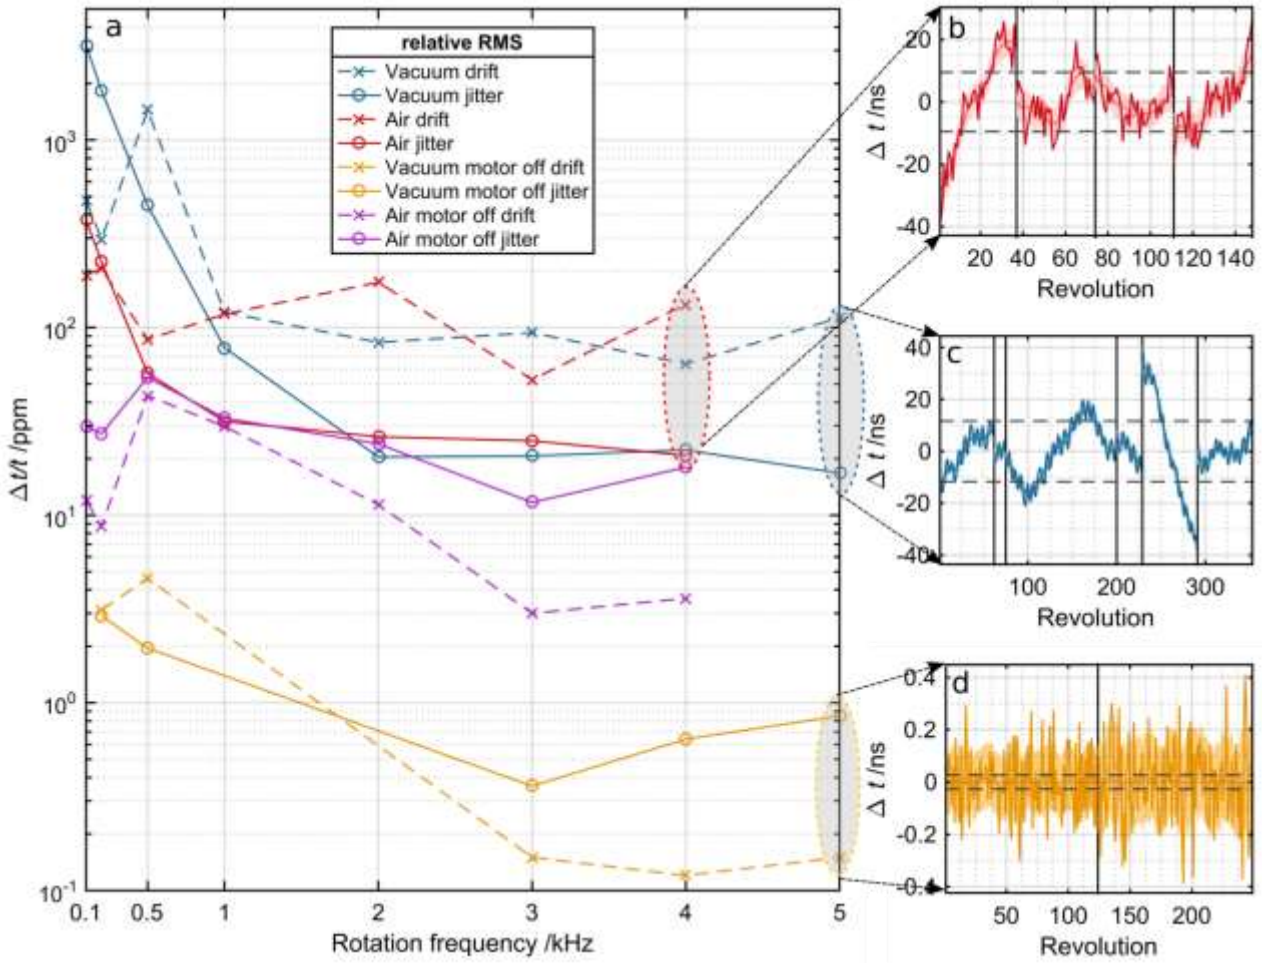 a
relative RMS
Vacuum drift
Vacuum jitter
Air drift
Air jitter
Vacuum motor off drift
Vacuum motor off jitter
Air motor off drift
Air motor off jitter
Δt/t /ppm
10³
10²
10¹
10⁰
10⁻¹
0.1 0.5 1 2 3 4 5
Rotation frequency /kHz
b
Δ t /ns
20
0
-20
-40
20 40 60 80 100 120 140
Revolution
c
Δ t /ns
40
20
0
-20
-40
100 200 300
Revolution
d
Δ t /ns
0.4
0.2
0
-0.2
-0.4
50 100 150 200
Revolution